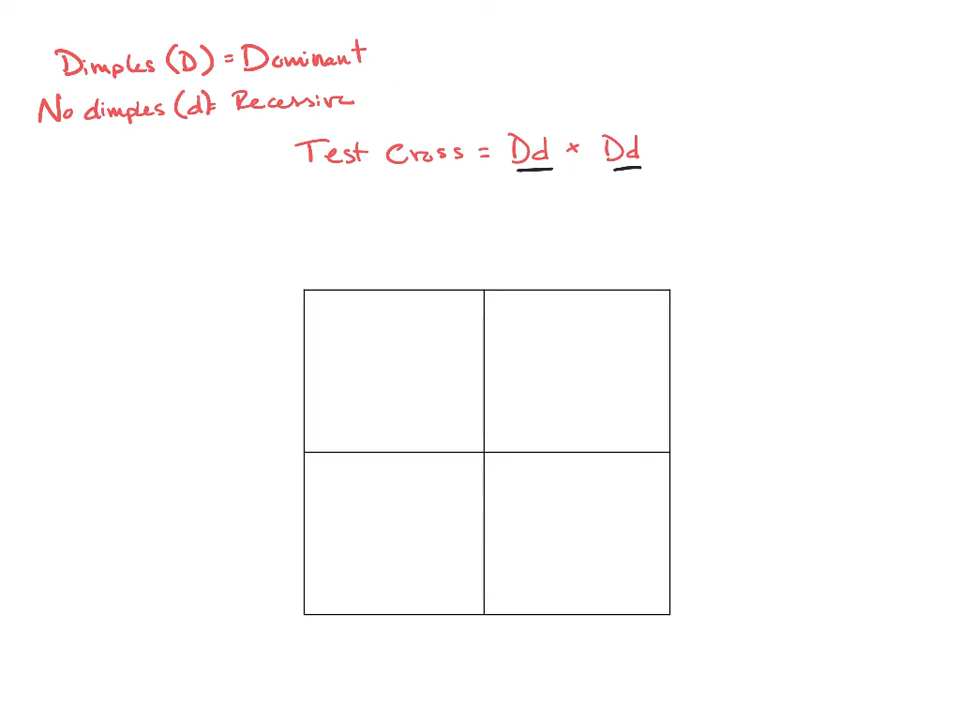 Dimples (D) = Dominant
No dimples (d)= Recessive
Test Cross = Dd × Dd